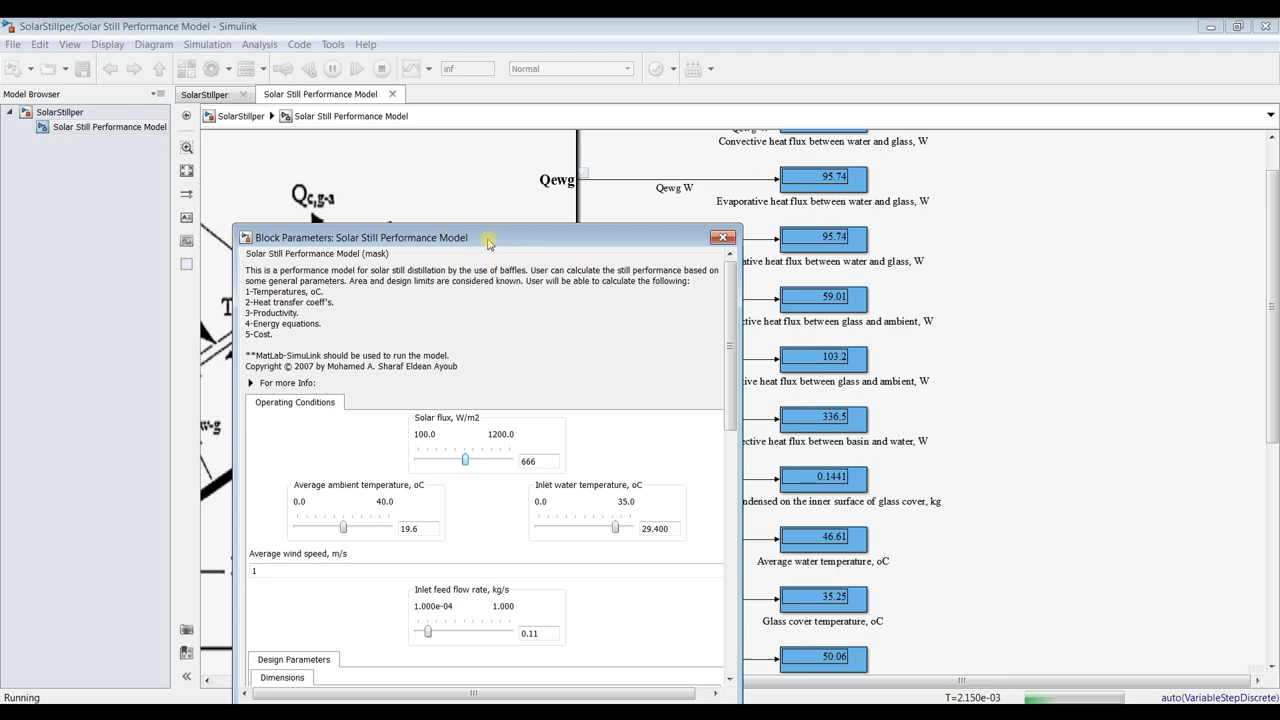 SolarStillper/Solar Still Performance Model - Simulink
File Edit View Display Diagram Simulation Analysis Code Tools Help
inf
Normal
Model Browser
SolarStillper
Solar Still Performance Model
SolarStillper
Solar Still Performance Model
SolarStillper
Solar Still Performance Model
Convective heat flux between water and glass, W
Qewg
Qewg W
95.74
Evaporative heat flux between water and glass, W
Qc,g-a
95.74
ative heat flux between water and glass, W
59.01
ctive heat flux between glass and ambient, W
103.2
ive heat flux between glass and ambient, W
336.5
ective heat flux between basin and water, W
0.1441
ndensed on the inner surface of glass cover, kg
46.61
Average water temperature, oC
35.25
Glass cover temperature, oC
50.06
T
w-g
Block Parameters: Solar Still Performance Model
Solar Still Performance Model (mask)
This is a performance model for solar still distillation by the use of baffles. User can calculate the still performance based on
some general parameters. Area and design limits are considered known. User will be able to calculate the following:
1-Temperatures, oC.
2-Heat transfer coeff's.
3-Productivity.
4-Energy equations.
5-Cost.
**MatLab-SimuLink should be used to run the model.
Copyright © 2007 by Mohamed A. Sharaf Eldean Ayoub
For more Info:
Operating Conditions
Solar flux, W/m2
100.0 1200.0
666
Average ambient temperature, oC
0.0 40.0
19.6
Inlet water temperature, oC
0.0 35.0
29.400
Average wind speed, m/s
1
Inlet feed flow rate, kg/s
1.000e-04 1.000
0.11
Design Parameters
Dimensions
Running
T=2.150e-03
auto(VariableStepDiscrete)